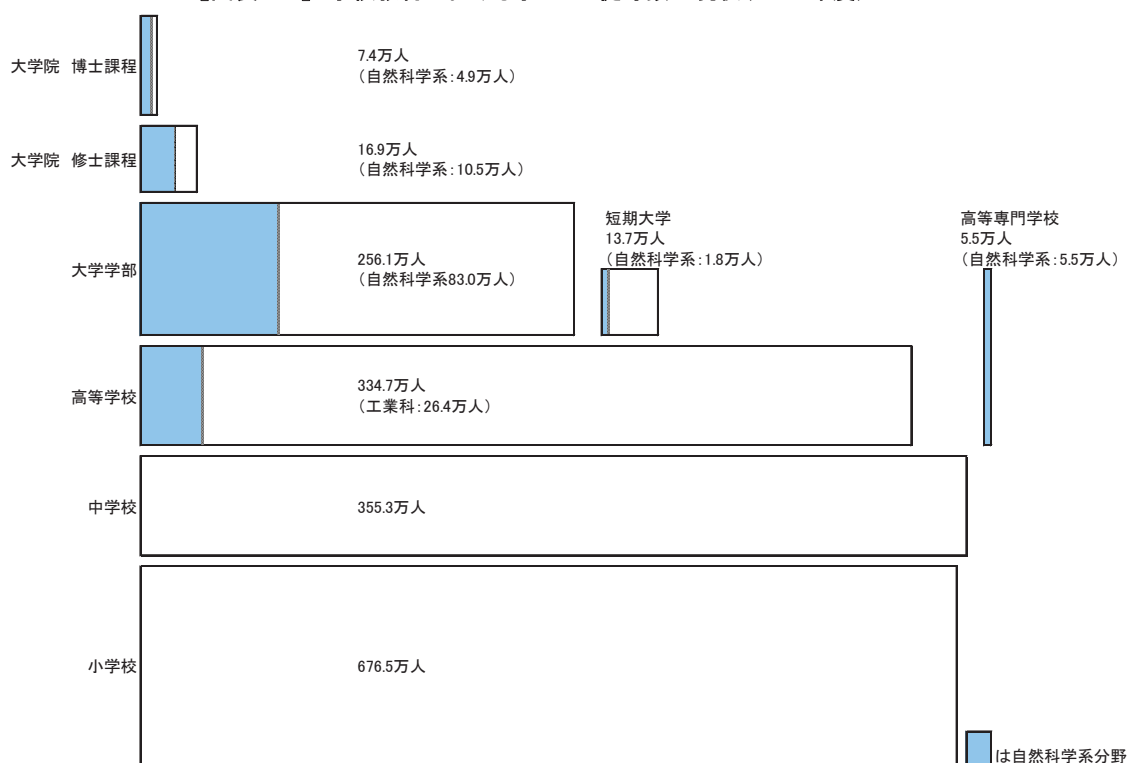 大学院 博士課程
7.4万人
（自然科学系：4.9万人）
大学院 修士課程
16.9万人
（自然科学系：10.5万人）
大学学部
256.1万人
（自然科学系83.0万人）
短期大学
13.7万人
（自然科学系：1.8万人）
高等専門学校
5.5万人
（自然科学系：5.5万人）
高等学校
334.7万人
（工業科：26.4万人）
中学校
355.3万人
小学校
676.5万人
は自然科学系分野